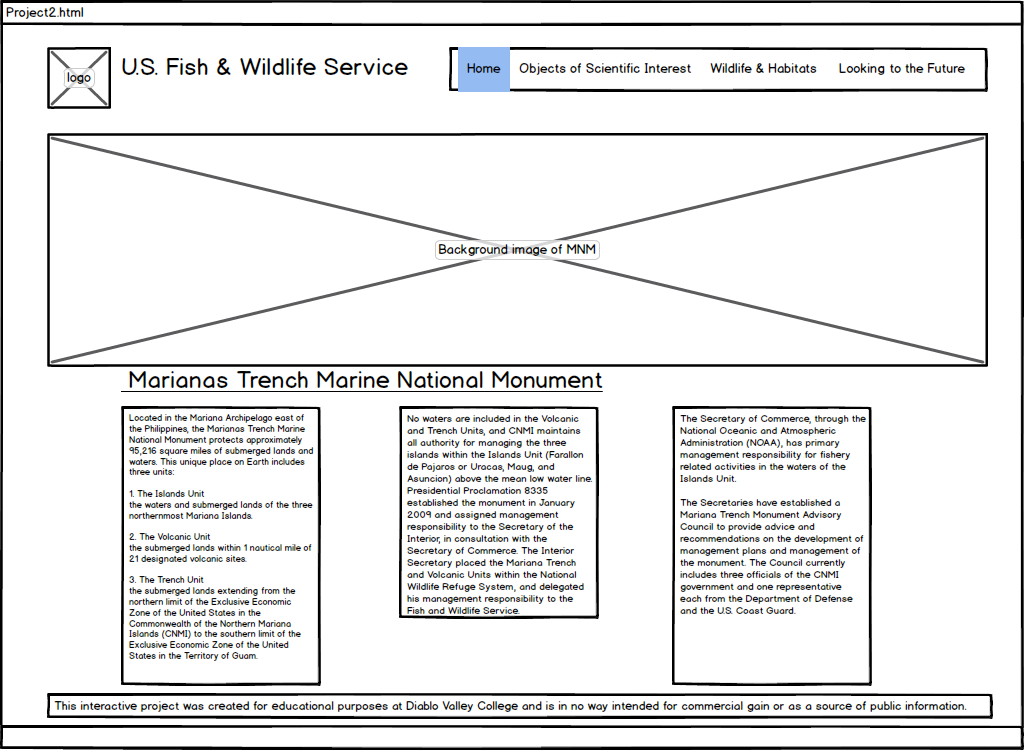 Project2.html
logo
U.S. Fish & Wildlife Service
Home Objects of Scientific Interest Wildlife & Habitats Looking to the Future
Background image of MNM
Marianas Trench Marine National Monument
Located in the Mariana Archipelago east of
the Philippines, the Marianas Trench Marine
National Monument protects approximately
95,216 square miles of submerged lands and
waters. This unique place on Earth includes
three units:
1. The Islands Unit
the waters and submerged lands of the three
northernmost Mariana Islands.
2. The Volcanic Unit
the submerged lands within 1 nautical mile of
21 designated volcanic sites.
3. The Trench Unit
the submerged lands extending from the
northern limit of the Exclusive Economic
Zone of the United States in the
Commonwealth of the Northern Mariana
Islands (CNMI) to the southern limit of the
Exclusive Economic Zone of the United
States in the Territory of Guam.
No waters are included in the Volcanic
and Trench Units, and CNMI maintains
all authority for managing the three
islands within the Islands Unit (Farallon
de Pajaros or Uracas, Maug, and
Asuncion) above the mean low water line.
Presidential Proclamation 8335
established the monument in January
2009 and assigned management
responsibility to the Secretary of the
Interior, in consultation with the
Secretary of Commerce. The Interior
Secretary placed the Mariana Trench
and Volcanic Units within the National
Wildlife Refuge System, and delegated
his management responsibility to the
Fish and Wildlife Service.
The Secretary of Commerce, through the
National Oceanic and Atmospheric
Administration (NOAA), has primary
management responsibility for fishery
related activities in the waters of the
Islands Unit.
The Secretaries have established a
Mariana Trench Monument Advisory
Council to provide advice and
recommendations on the development of
management plans and management of
the monument. The Council currently
includes three officials of the CNMI
government and one representative
each from the Department of Defense
and the U.S. Coast Guard.
This interactive project was created for educational purposes at Diablo Valley College and is in no way intended for commercial gain or as a source of public information.